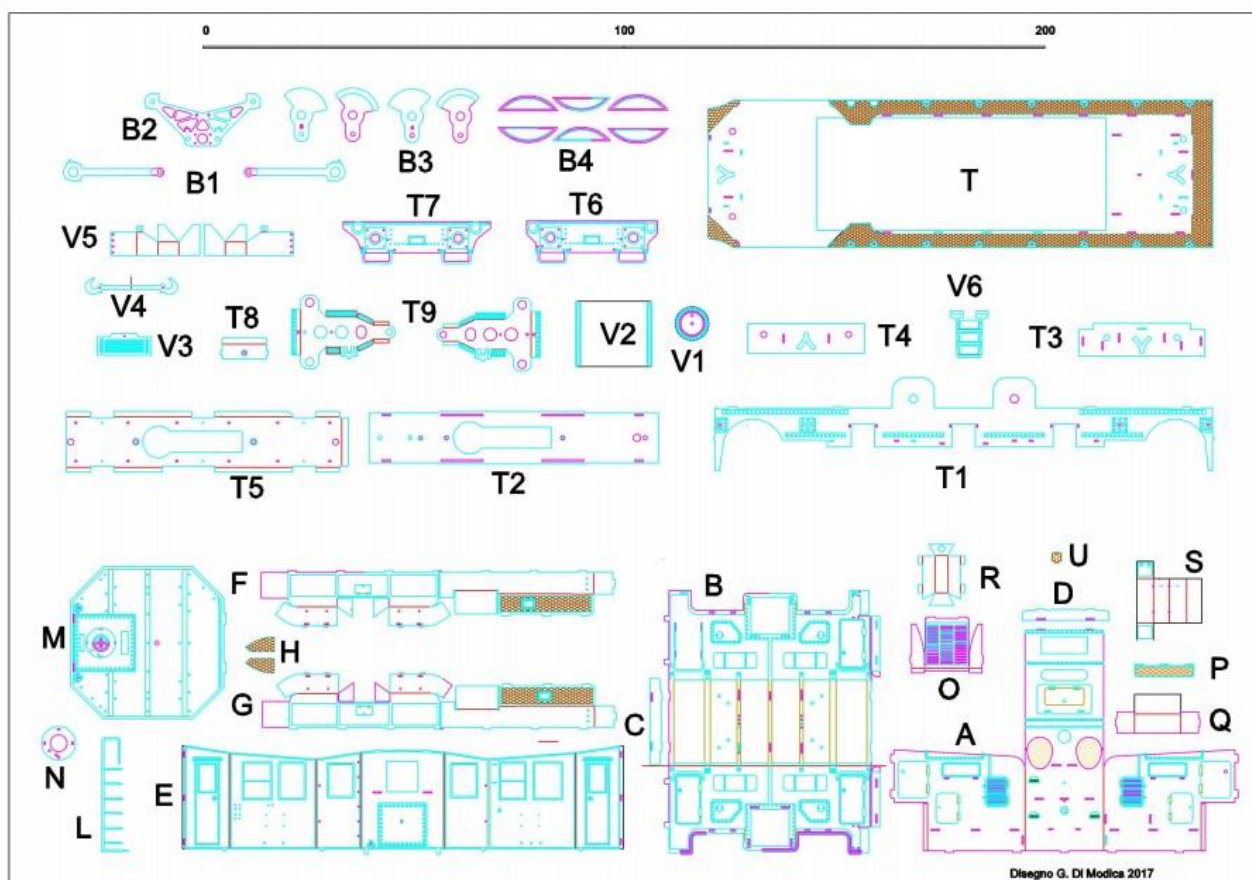 0 100 200
B2
B3
B4
B1
T
T7 T6
V5
V4
V6
V3 T8 T9 V2 V1 T4 T3
T5 T2 T1
F B R U S
D
M H
O P
G C Q
A
N
E
L
Disegno G. Di Modica 2017